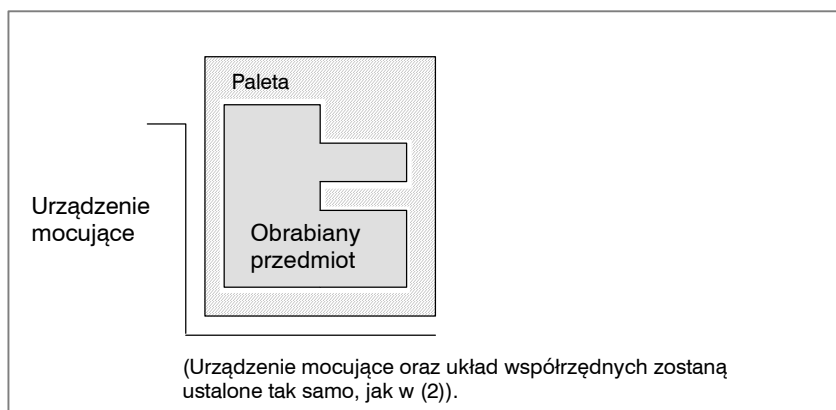 Paleta
Urządzenie
mocujące
Obrabiany
przedmiot
(Urządzenie mocujące oraz układ współrzędnych zostaną
ustalone tak samo, jak w (2)).